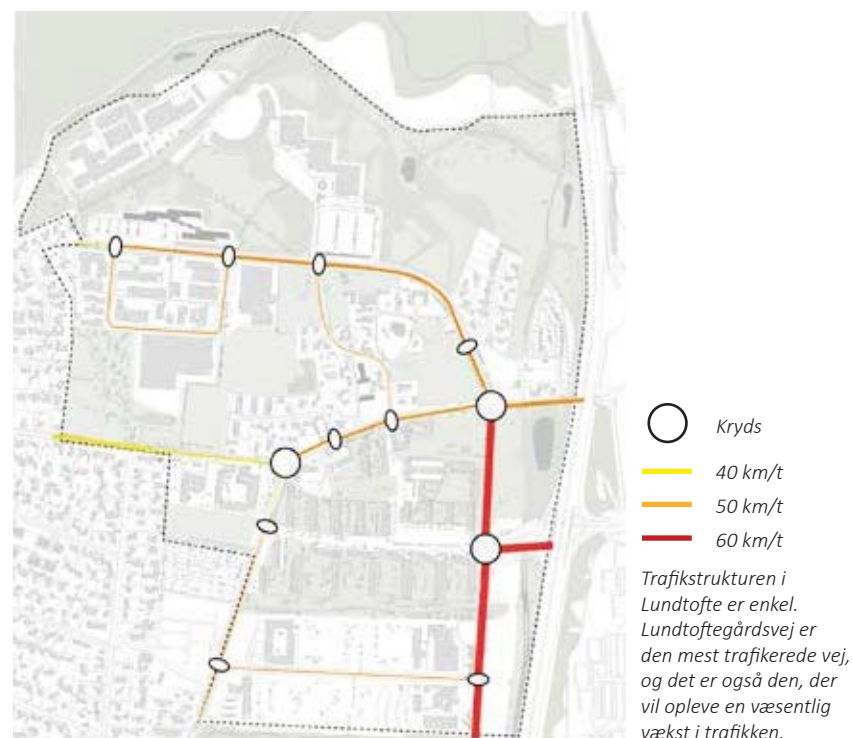 Kryds
40 km/t
50 km/t
60 km/t
Trafikstrukturen i
Lundtofte er enkel.
Lundtoftegårdsvej er
den mest trafikerede vej,
og det er også den, der
vil opleve en væsentlig
vækst i trafikken.